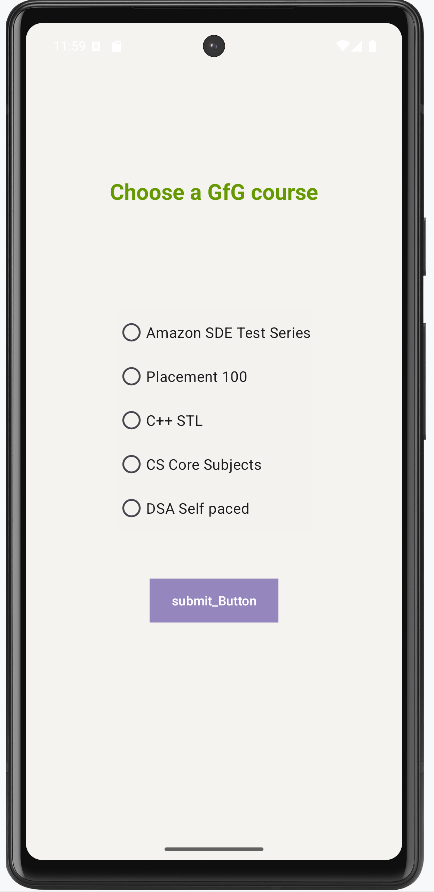 11:59
Choose a GfG course
Amazon SDE Test Series
Placement 100
C++ STL
CS Core Subjects
DSA Self paced
submit_Button